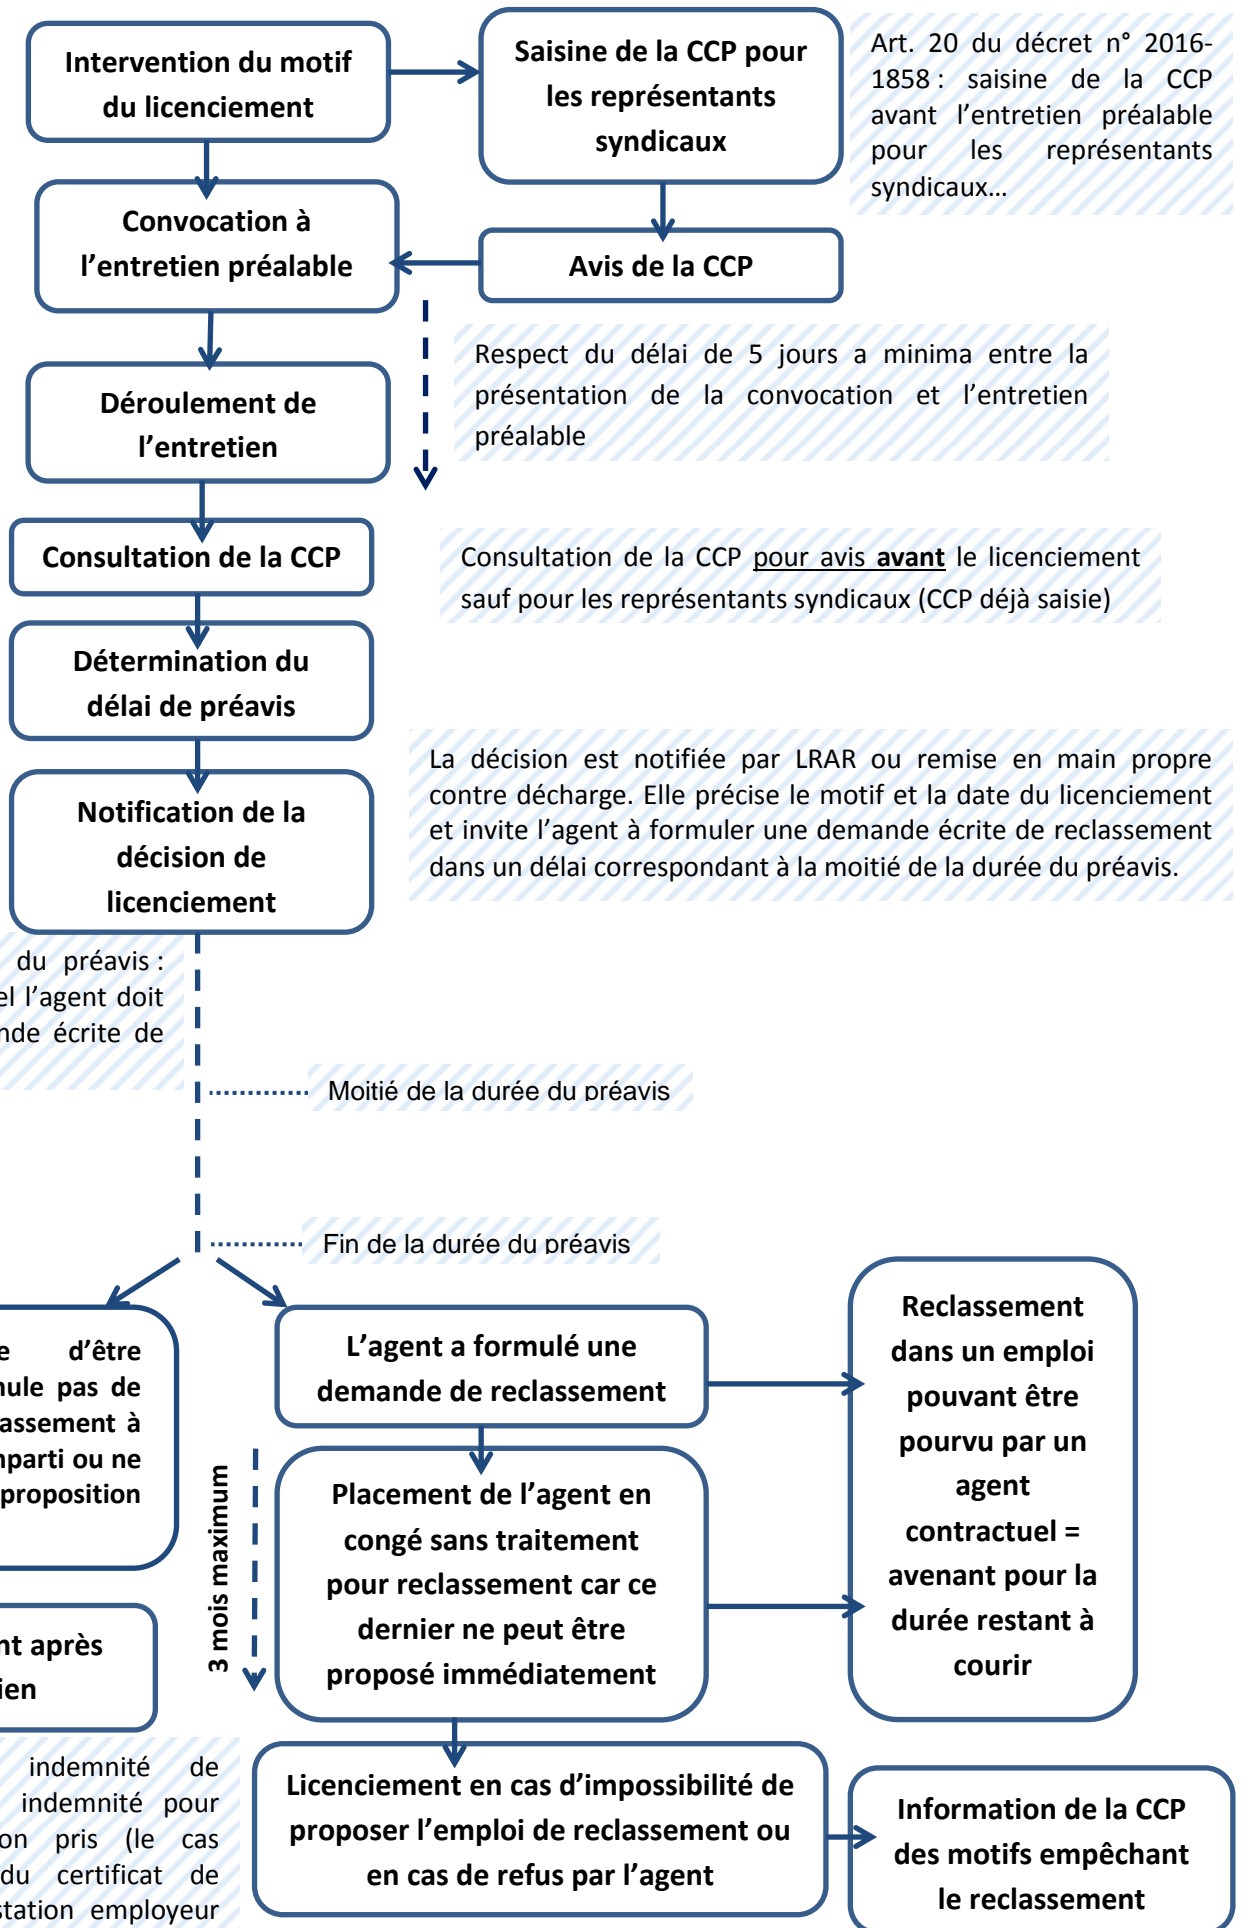 Intervention du motif
du licenciement
Saisine de la CCP pour
les représentants
syndicaux
Art. 20 du décret n° 2016-
1858 : saisine de la CCP
avant l’entretien préalable
pour les représentants
syndicaux…
Convocation à
l’entretien préalable
Avis de la CCP
Respect du délai de 5 jours a minima entre la
présentation de la convocation et l’entretien
préalable
Déroulement de
l’entretien
Consultation de la CCP
Consultation de la CCP pour avis avant le licenciement
sauf pour les représentants syndicaux (CCP déjà saisie)
Détermination du
délai de préavis
Notification de la
décision de
licenciement
La décision est notifiée par LRAR ou remise en main propre
contre décharge. Elle précise le motif et la date du licenciement
et invite l’agent à formuler une demande écrite de reclassement
dans un délai correspondant à la moitié de la durée du préavis.
du préavis :
el l’agent doit
nde écrite de
Moitié de la durée du préavis
Fin de la durée du préavis
e d’être
nule pas de
assement à
nparti ou ne
proposition
L’agent a formulé une
demande de reclassement
Reclassement
dans un emploi
pouvant être
pourvu par un
agent
contractuel =
avenant pour la
durée restant à
courir
3 mois maximum
Placement de l’agent en
congé sans traitement
pour reclassement car ce
dernier ne peut être
proposé immédiatement
nt après
ien
indemnité de
indemnité pour
on pris (le cas
du certificat de
station employeur
Licenciement en cas d’impossibilité de
proposer l’emploi de reclassement ou
en cas de refus par l’agent
Information de la CCP
des motifs empêchant
le reclassement